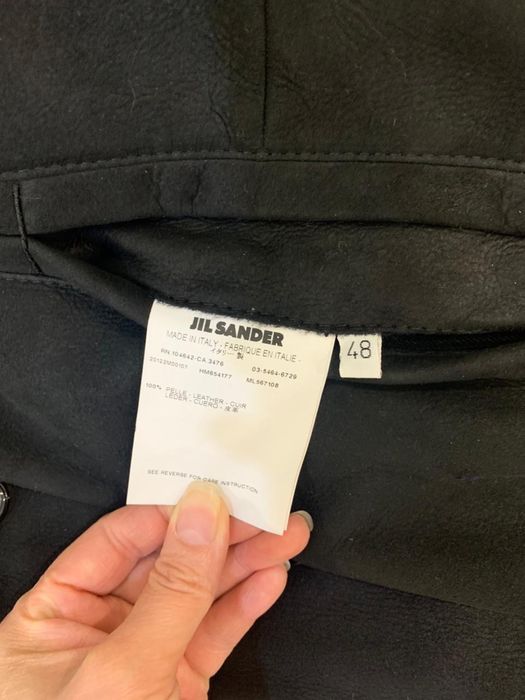 JIL SANDER
MADE IN ITALY - FABRIQUE EN ITALIE -
イタリー 製
RN.104642-CA.3476 03-5464-6729
HM654177 ML567108
100% PELLE - LEATHER - CUIR
LEDER - CUERO - 皮革
SEE REVERSE FOR CARE INSTRUCTION
48